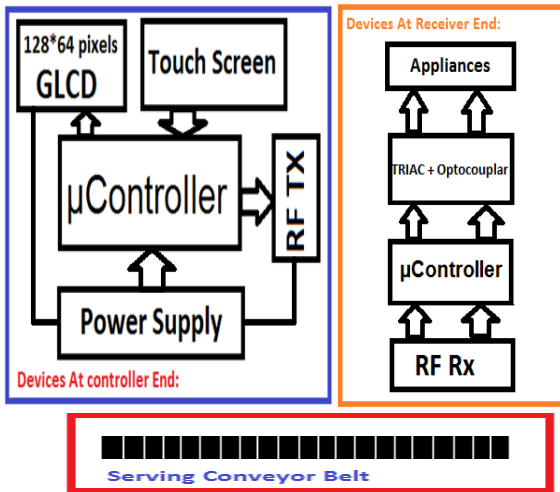 128*64 pixels
GLCD
Touch Screen
µController
RF TX
Power Supply
Devices At controller End:
Devices At Receiver End:
Appliances
TRIAC + Optocouplar
µController
RF Rx
Serving Conveyor Belt